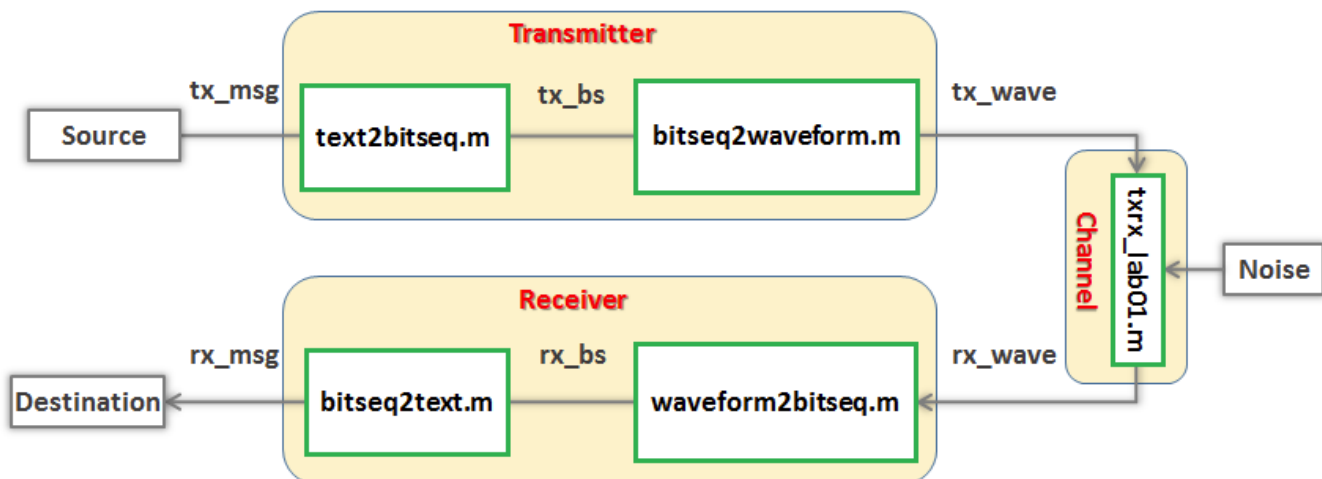 Transmitter
tx_msg
tx_bs
tx_wave
Source
text2bitseq.m
bitseq2waveform.m
Channel
txrx_lab01.m
Noise
Receiver
rx_msg
rx_bs
rx_wave
Destination
bitseq2text.m
waveform2bitseq.m